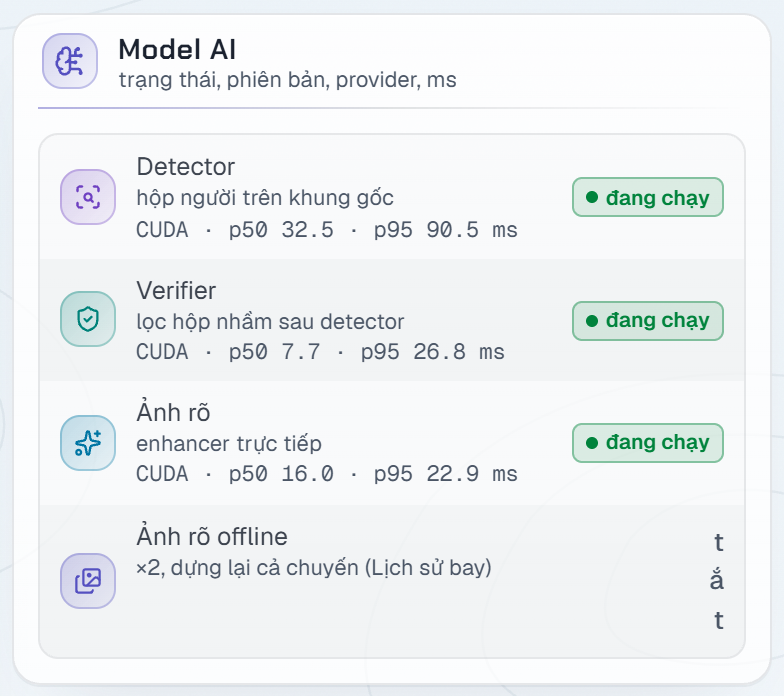 Model AI
trạng thái, phiên bản, provider, ms
Detector
hộp người trên khung gốc
CUDA · p50 32.5 · p95 90.5 ms
đang chạy
Verifier
lọc hộp nhầm sau detector
CUDA · p50 7.7 · p95 26.8 ms
đang chạy
Ảnh rõ
enhancer trực tiếp
CUDA · p50 16.0 · p95 22.9 ms
đang chạy
Ảnh rõ offline
×2, dựng lại cả chuyến (Lịch sử bay)
t
ắ
t